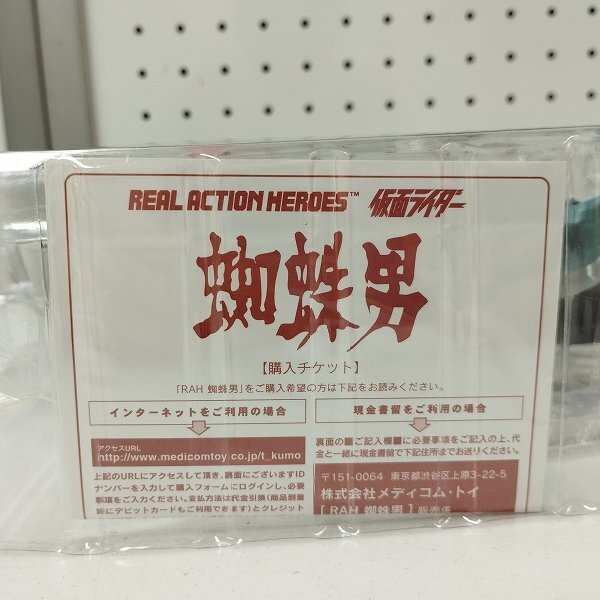 REAL ACTION HEROES™ 仮面ライダー
蜘蛛男
【購入チケット】
「RAH 蜘蛛男」をご購入希望の方は下記をお読みください。
インターネットをご利用の場合
アクセスURL
http://www.medicomtoy co.jp/t_kumo
上記のURLにアクセスして頂き、裏面にございますID
ナンバーを入力して購入フォームにログインし、必要
事項をご入力ください。支払方法は代金引換(商品到着
時にデビットカードもご利用できます)とクレジット
現金書留をご利用の場合
裏面の■ご記入欄■に必要事項をご記入の上、代
金と一緒に現金書留で下記住所までお送りください。
〒151-0064 東京都渋谷区上原3-22-5
株式会社メディコム・トイ
「RAH 蜘蛛男」販売係